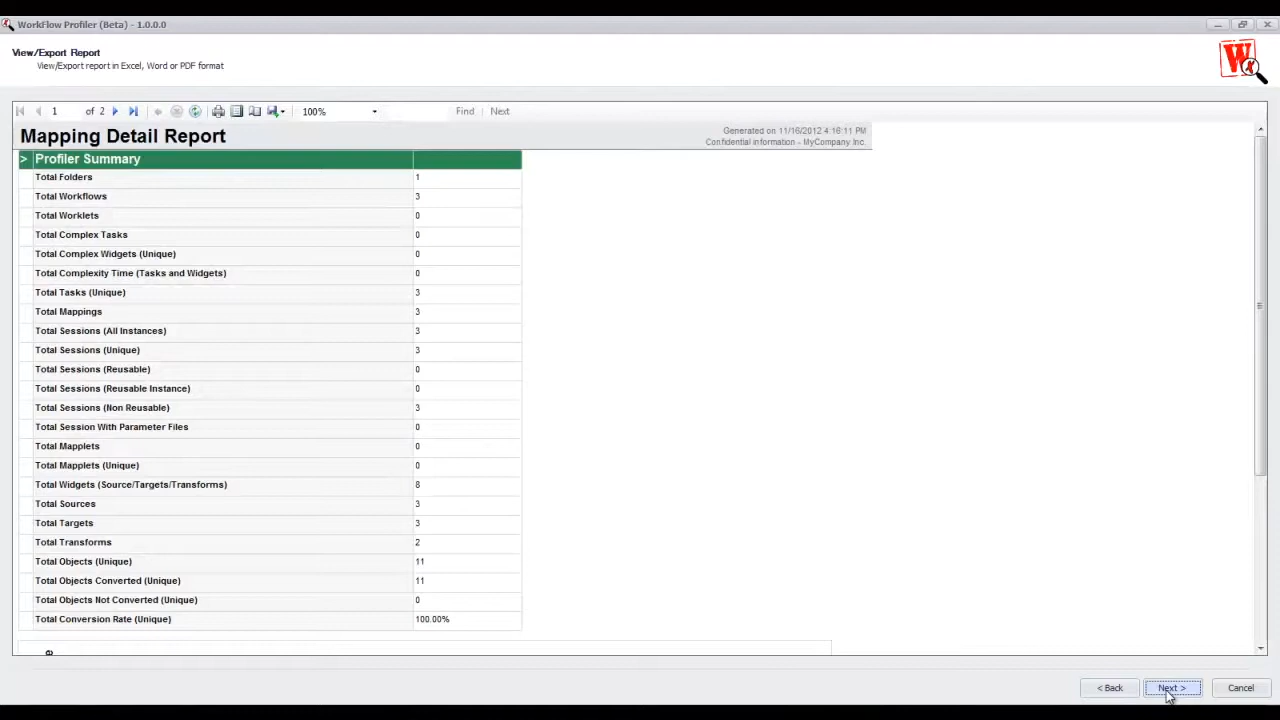 WorkFlow Profiler (Beta) - 1.0.0.0
View/Export Report
View/Export report in Excel, Word or PDF format
W
1 of 2 100% Find Next
Mapping Detail Report
Generated on 11/16/2012 4:16:11 PM
Confidential information - MyCompany Inc.
> Profiler Summary
Total Folders 1
Total Workflows 3
Total Worklets 0
Total Complex Tasks 0
Total Complex Widgets (Unique) 0
Total Complexity Time (Tasks and Widgets) 0
Total Tasks (Unique) 3
Total Mappings 3
Total Sessions (All Instances) 3
Total Sessions (Unique) 3
Total Sessions (Reusable) 0
Total Sessions (Reusable Instance) 0
Total Sessions (Non Reusable) 3
Total Session With Parameter Files 0
Total Mapplets 0
Total Mapplets (Unique) 0
Total Widgets (Source/Targets/Transforms) 8
Total Sources 3
Total Targets 3
Total Transforms 2
Total Objects (Unique) 11
Total Objects Converted (Unique) 11
Total Objects Not Converted (Unique) 0
Total Conversion Rate (Unique) 100.00%
e
< Back Next > Cancel